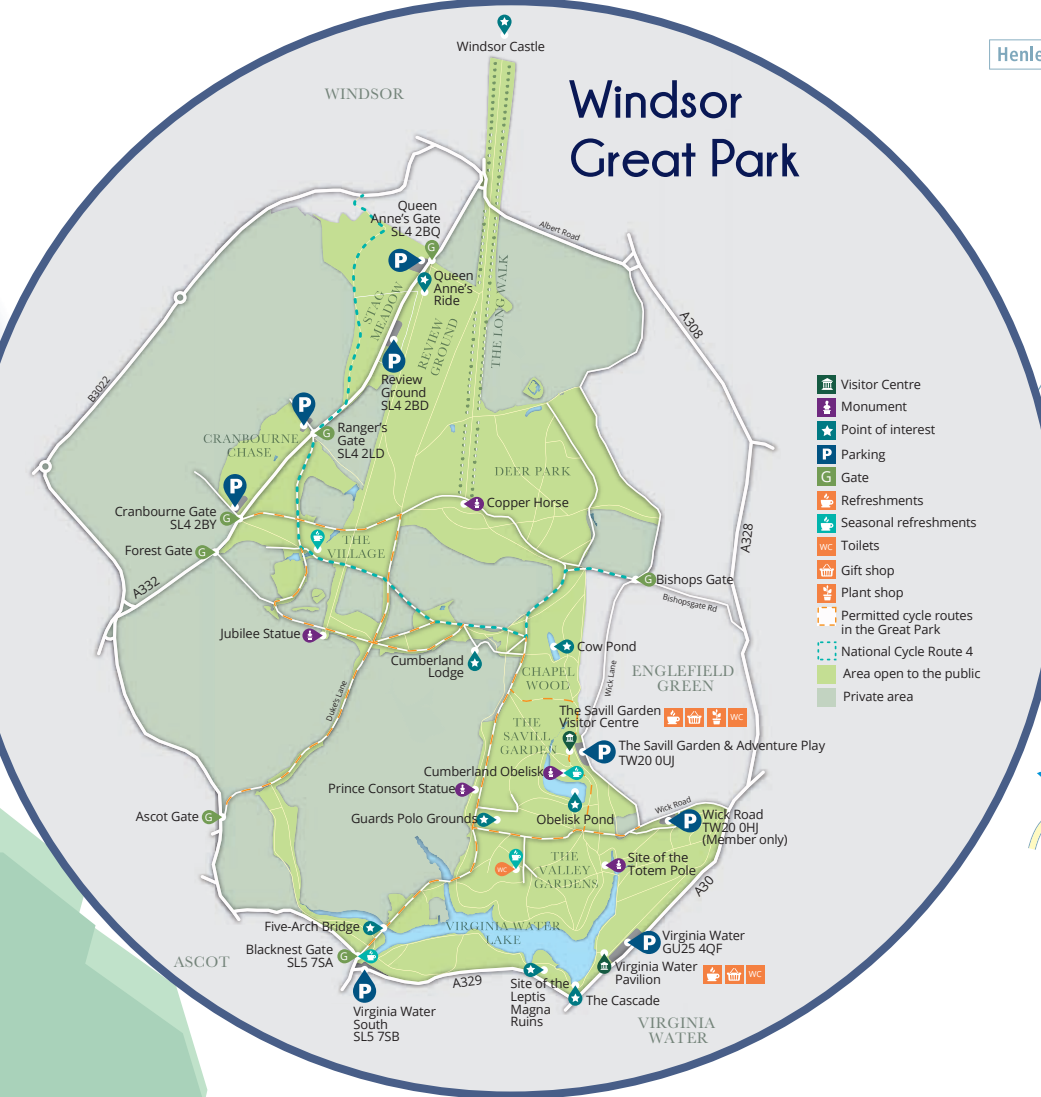 Windsor Castle
Henle
WINDSOR
Windsor
Great Park
Queen
Anne's Gate
SL4 2BQ
G
Albert Road
P
Queen
Anne's
Ride
STAG
MEADOW
REVIEW
GROUND
THE LONG WALK
A308
P
Review
Ground
SL4 2BD
B3022
P
CRANBOURNE
CHASE
G
Ranger's
Gate
SL4 2LD
DEER PARK
P
Cranbourne Gate
SL4 2BY
G
Copper Horse
Forest Gate
G
THE
VILLAGE
A328
A332
G
Bishops Gate
Bishopsgate Rd
Jubilee Statue
Cumberland
Lodge
Cow Pond
CHAPEL
WOOD
Wick Lane
ENGLEFIELD
GREEN
Duke's Lane
The Savill Garden
Visitor Centre
WC
THE
SAVILL
GARDEN
P
The Savill Garden & Adventure Play
TW20 0UJ
Cumberland Obelisk
Prince Consort Statue
Ascot Gate
G
Guards Polo Grounds
Obelisk Pond
Wick Road
P
Wick Road
TW20 0HJ
(Member only)
WC
THE
VALLEY
GARDENS
Site of the
Totem Pole
A30
Five-Arch Bridge
VIRGINIA WATER
LAKE
Blacknest Gate
SL5 7SA
G
P
Virginia Water
GU25 4QF
ASCOT
Virginia Water
Pavilion
WC
P
Virginia Water
South
SL5 7SB
A329
Site of the
Leptis
Magna
Ruins
The Cascade
VIRGINIA
WATER
Visitor Centre
Monument
Point of interest
P
Parking
G
Gate
Refreshments
Seasonal refreshments
WC
Toilets
Gift shop
Plant shop
Permitted cycle routes
in the Great Park
National Cycle Route 4
Area open to the public
Private area